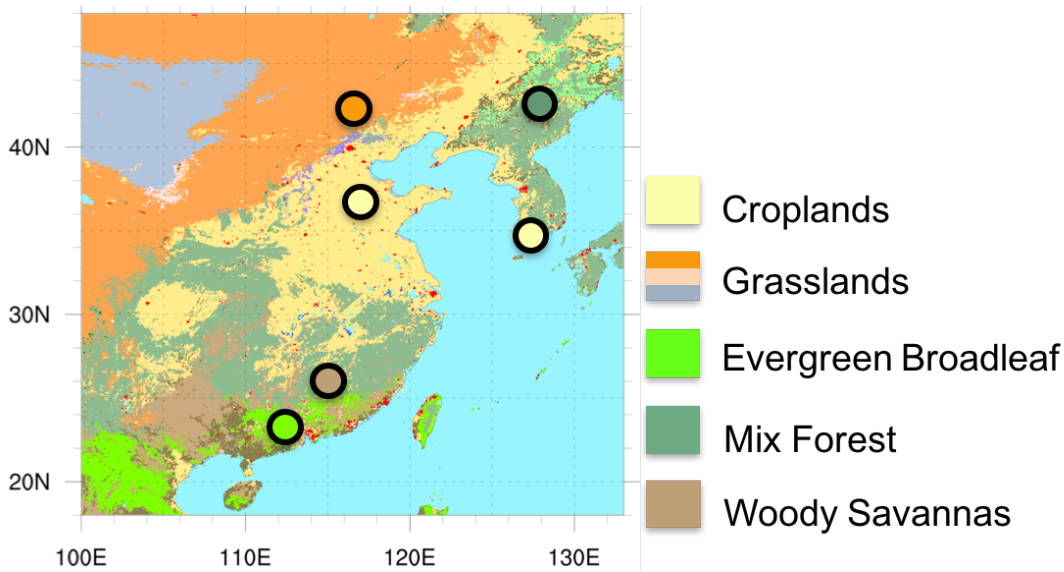 40N
30N
20N
100E
110E
120E
130E
Croplands
Grasslands
Evergreen Broadleaf
Mix Forest
Woody Savannas